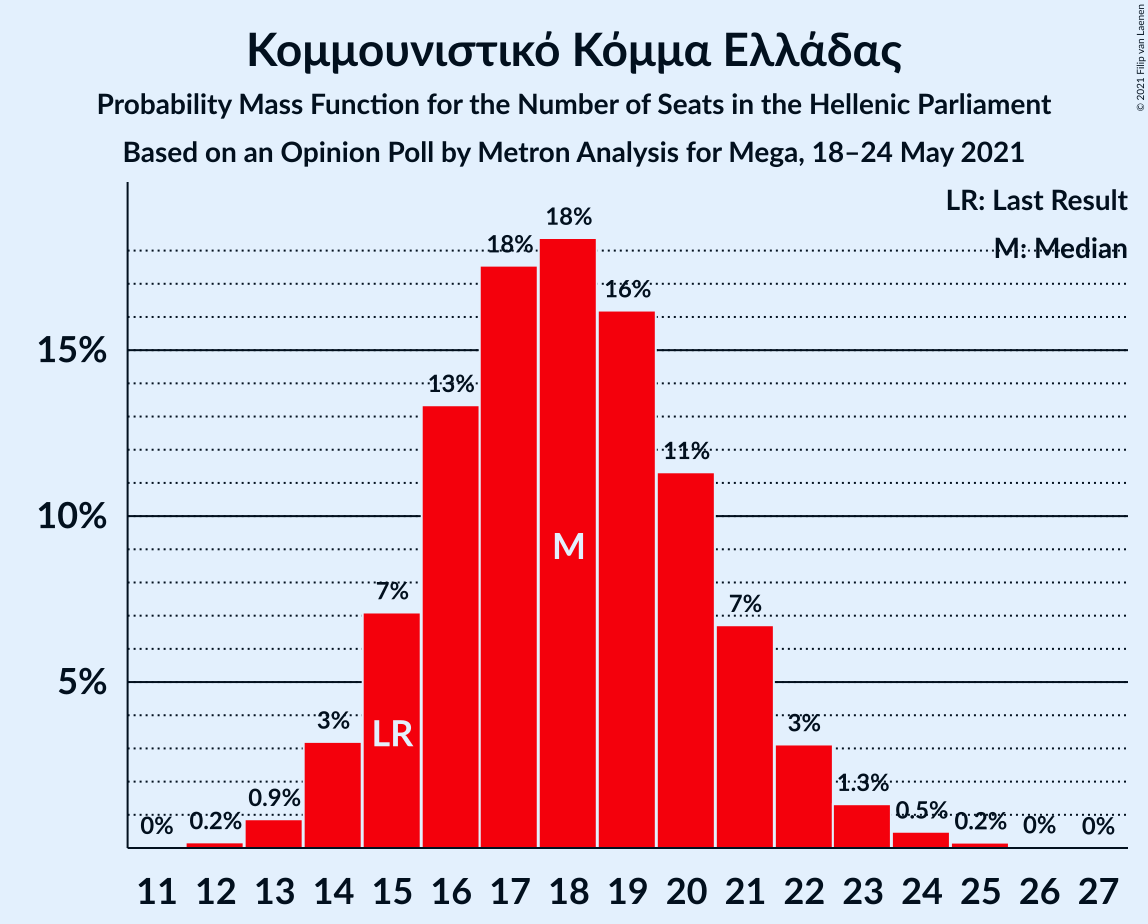 © 2021 Filip van Laenen
Κομμουνιστικό Κόμμα Ελλάδας
Probability Mass Function for the Number of Seats in the Hellenic Parliament
Based on an Opinion Poll by Metron Analysis for Mega, 18–24 May 2021
LR: Last Result
M: Median
15%
10%
5%
0%
0.2%
0.9%
3%
7%
13%
18%
18%
16%
11%
7%
3%
1.3%
0.5%
0.2%
0%
0%
LR
M
11 12 13 14 15 16 17 18 19 20 21 22 23 24 25 26 27